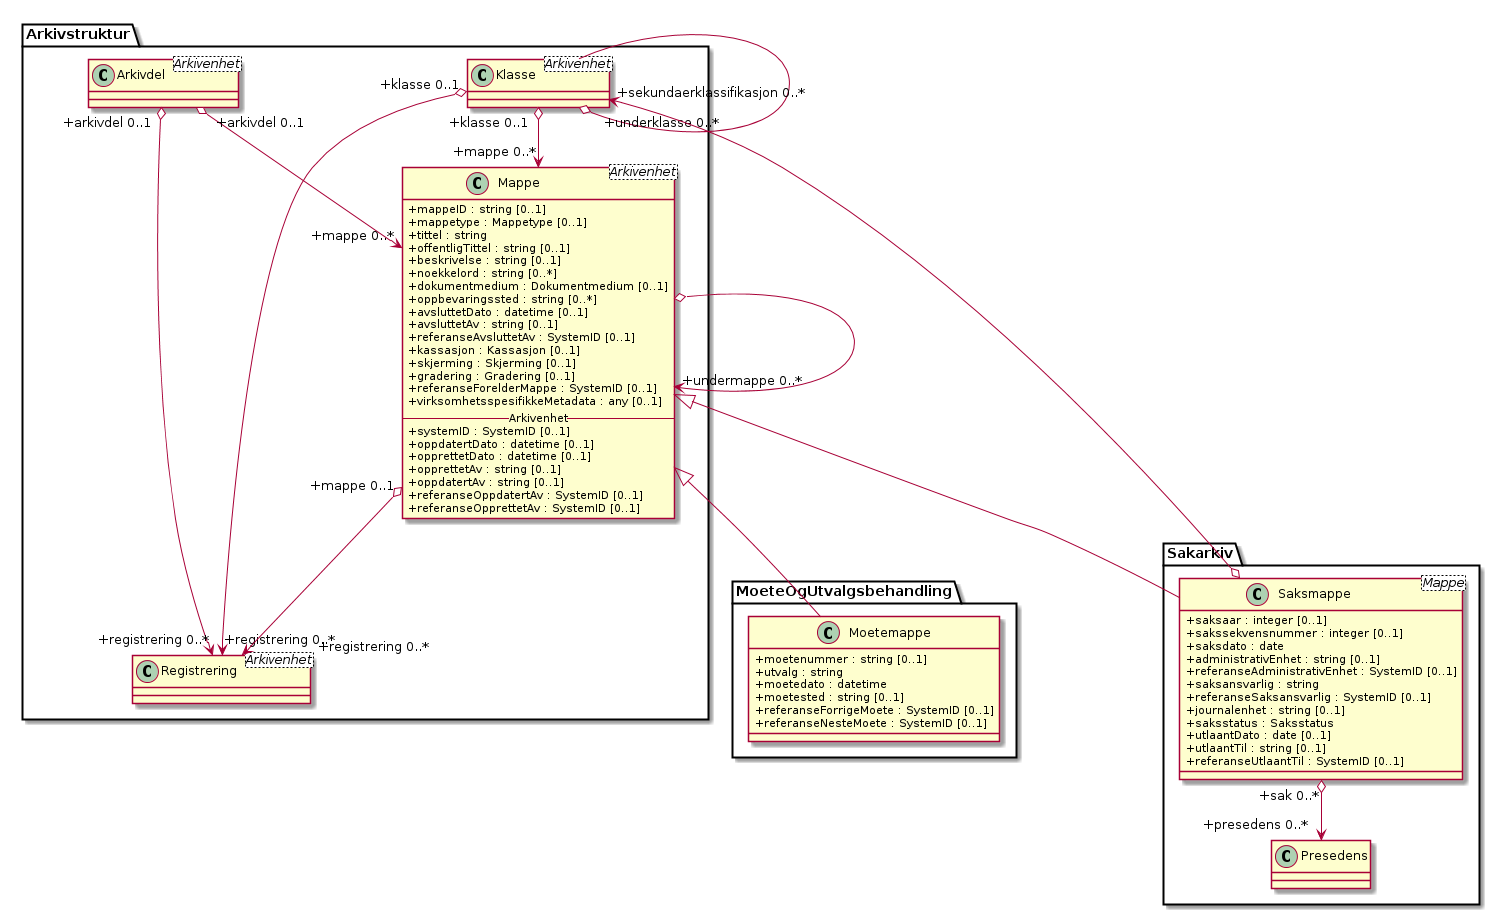 Arkivstruktur
C Arkivdel
Arkivenhet
C Klasse
Arkivenhet
+klasse 0..1
+sekundaerklassifikasjon 0..*
+arkivdel 0..1
+arkivdel 0..1
+klasse 0..1
+underklasse 0..*
+mappe 0..*
C Mappe
Arkivenhet
+mappeID : string [0..1]
+mappetype : Mappetype [0..1]
+tittel : string
+offentligTittel : string [0..1]
+beskrivelse : string [0..1]
+noekkelord : string [0..*]
+dokumentmedium : Dokumentmedium [0..1]
+oppbevaringssted : string [0..*]
+avsluttetDato : datetime [0..1]
+avsluttetAv : string [0..1]
+referanseAvsluttetAv : SystemID [0..1]
+kassasjon : Kassasjon [0..1]
+skjerming : Skjerming [0..1]
+gradering : Gradering [0..1]
+referanseForelderMappe : SystemID [0..1]
+virksomhetsspesifikkeMetadata : any [0..1]
Arkivenhet
+systemID : SystemID [0..1]
+oppdatertDato : datetime [0..1]
+opprettetDato : datetime [0..1]
+opprettetAv : string [0..1]
+oppdatertAv : string [0..1]
+referanseOppdatertAv : SystemID [0..1]
+referanseOpprettetAv : SystemID [0..1]
+mappe 0..*
+undermappe 0..*
+mappe 0..1
+registrering 0..*
+registrering 0..*
+registrering 0..*
C Registrering
Arkivenhet
MoeteOgUtvalgsbehandling
C Moetemappe
+moetenummer : string [0..1]
+utvalg : string
+moetedato : datetime
+moetested : string [0..1]
+referanseForrigeMoete : SystemID [0..1]
+referanseNesteMoete : SystemID [0..1]
Sakarkiv
C Saksmappe
Mappe
+saksaar : integer [0..1]
+sakssekvensnummer : integer [0..1]
+saksdato : date
+administrativEnhet : string [0..1]
+referanseAdministrativEnhet : SystemID [0..1]
+saksansvarlig : string
+referanseSaksansvarlig : SystemID [0..1]
+journalenhet : string [0..1]
+saksstatus : Saksstatus
+utlaantDato : date [0..1]
+utlaantTil : string [0..1]
+referanseUtlaantTil : SystemID [0..1]
+sak 0..*
+presedens 0..*
C Presedens